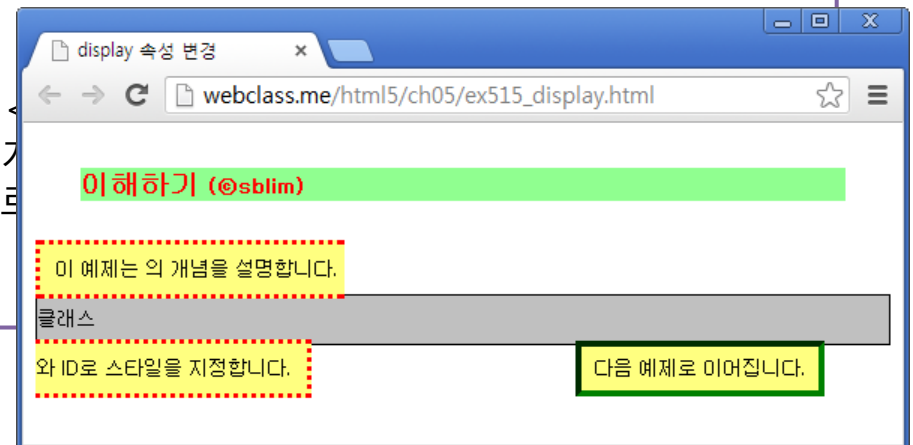 display 속성 변경
webclass.me/html5/ch05/ex515_display.html
이해하기 (©sblim)
이 예제는 의 개념을 설명합니다.
클래스
와 ID로 스타일을 지정합니다.
다음 예제로 이어집니다.